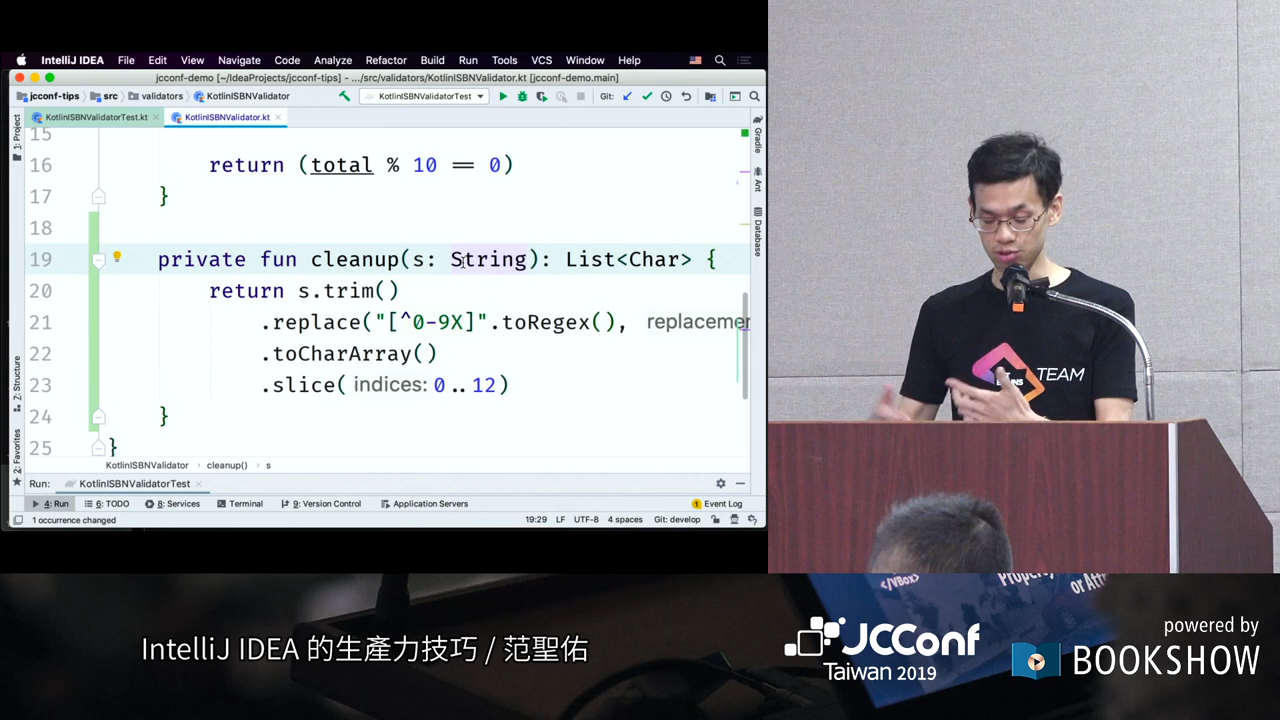 IntelliJ IDEA File Edit View Navigate Code Analyze Refactor Build Run Tools VCS Window Help
jcconf-demo [~/IdeaProjects/jcconf-tips] - .../src/validators/KotlinISBNValidator.kt [jcconf-demo.main]
jcconf-tips src validators KotlinISBNValidator KotlinISBNValidatorTest Git:
KotlinISBNValidatorTest.kt KotlinISBNValidator.kt
1: Project
Z: Structure
2: Favorites
Gradle
Ant
Database
15
16 return (total % 10 == 0)
17 }
18
19 private fun cleanup(s: String): List<Char> {
20 return s.trim()
21 .replace("[^0-9X]".toRegex(), replacemen
22 .toCharArray()
23 .slice( indices: 0..12)
24 }
25 }
KotlinISBNValidator cleanup() s
Run: KotlinISBNValidatorTest
4: Run 6: TODO 8: Services Terminal 9: Version Control Application Servers 1 Event Log
1 occurrence changed 19:29 LF UTF-8 4 spaces Git: develop
TEAM
</VBox>
Property
or Att
IntelliJ IDEA 的生產力技巧 / 范聖佑
JCConf
Taiwan 2019
powered by
BOOKSHOW